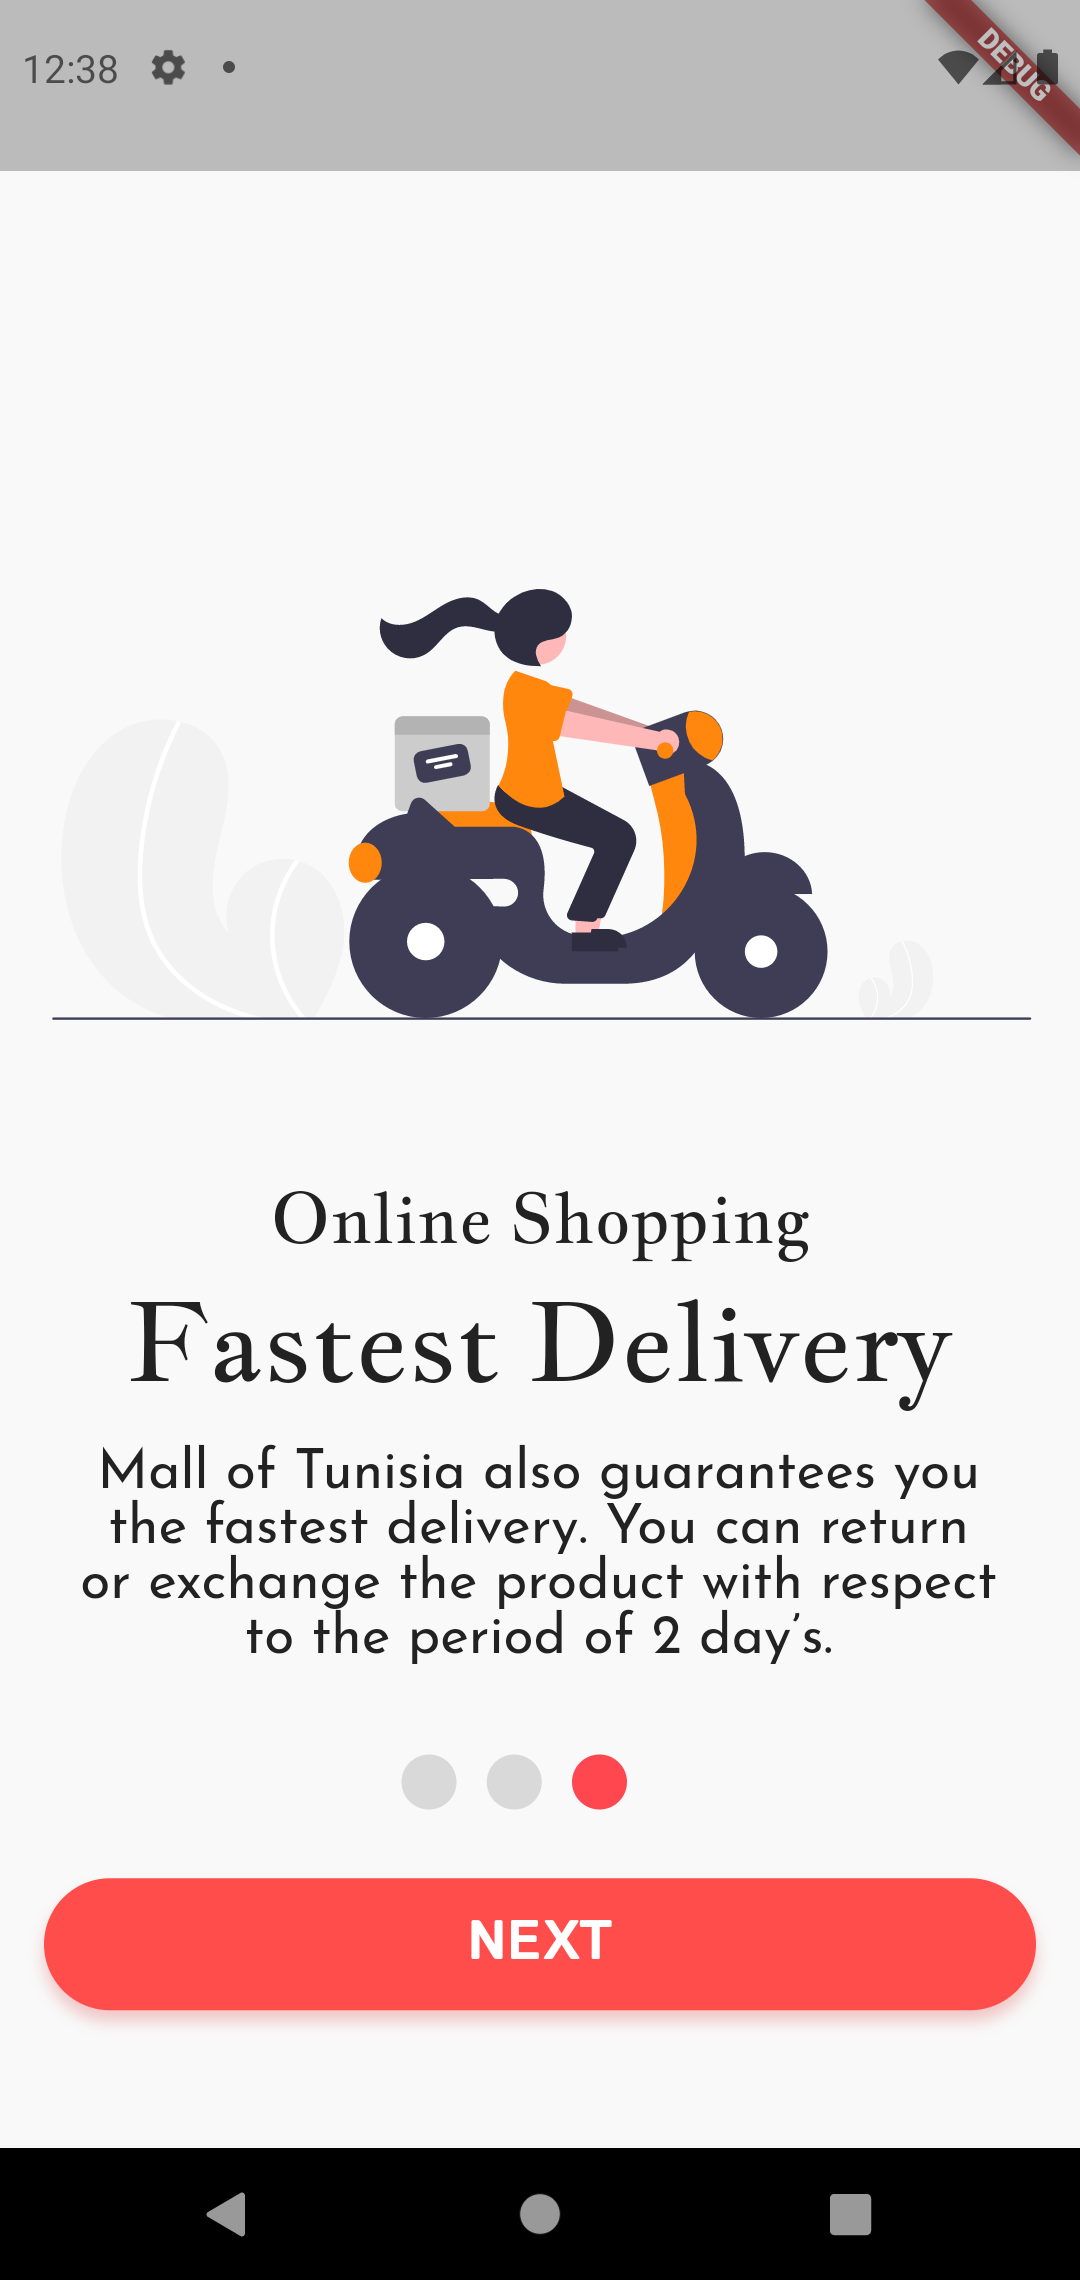 12:38
DEBUG
Online Shopping
Fastest Delivery
Mall of Tunisia also guarantees you
the fastest delivery. You can return
or exchange the product with respect
to the period of 2 day’s.
NEXT